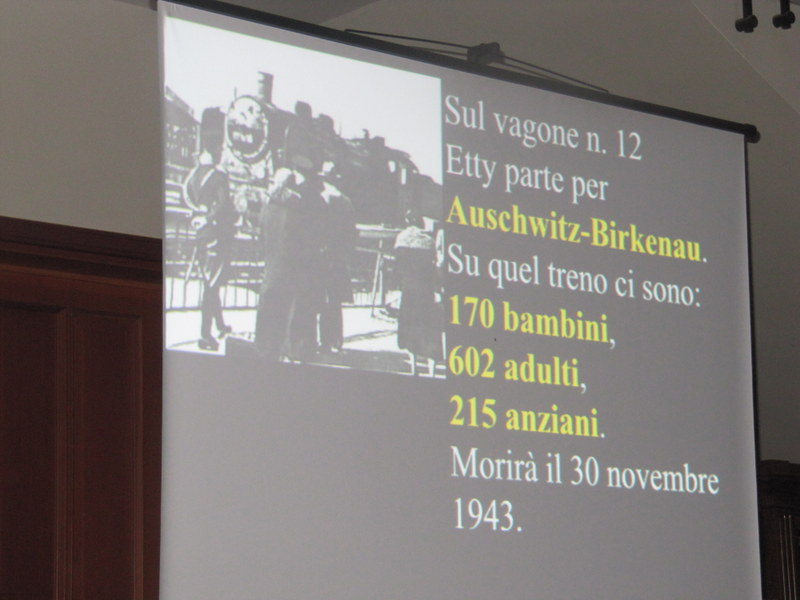 Sul vagone n. 12
Etty parte per
Auschwitz-Birkenau.
Su quel treno ci sono:
170 bambini,
602 adulti,
215 anziani.
Morirà il 30 novembre
1943.